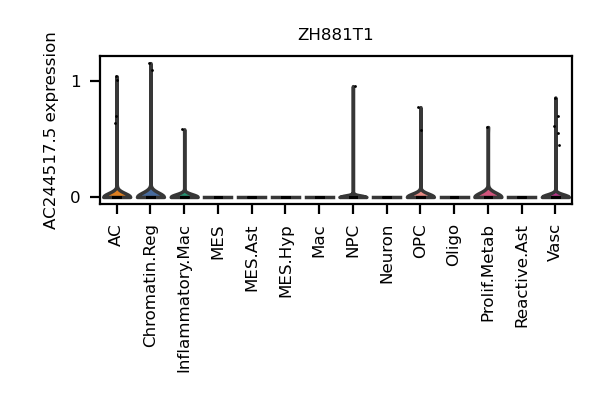 ZH881T1
AC244517.5 expression
1
0
AC
Chromatin.Reg
Inflammatory.Mac
MES
MES.Ast
MES.Hyp
Mac
NPC
Neuron
OPC
Oligo
Prolif.Metab
Reactive.Ast
Vasc